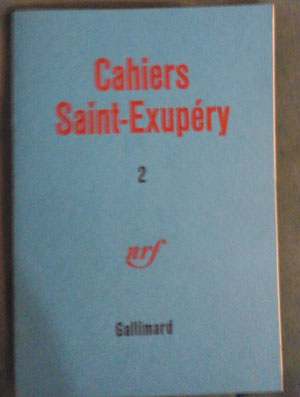 Cahiers
Saint-Exupéry
2
nrf
Gallimard